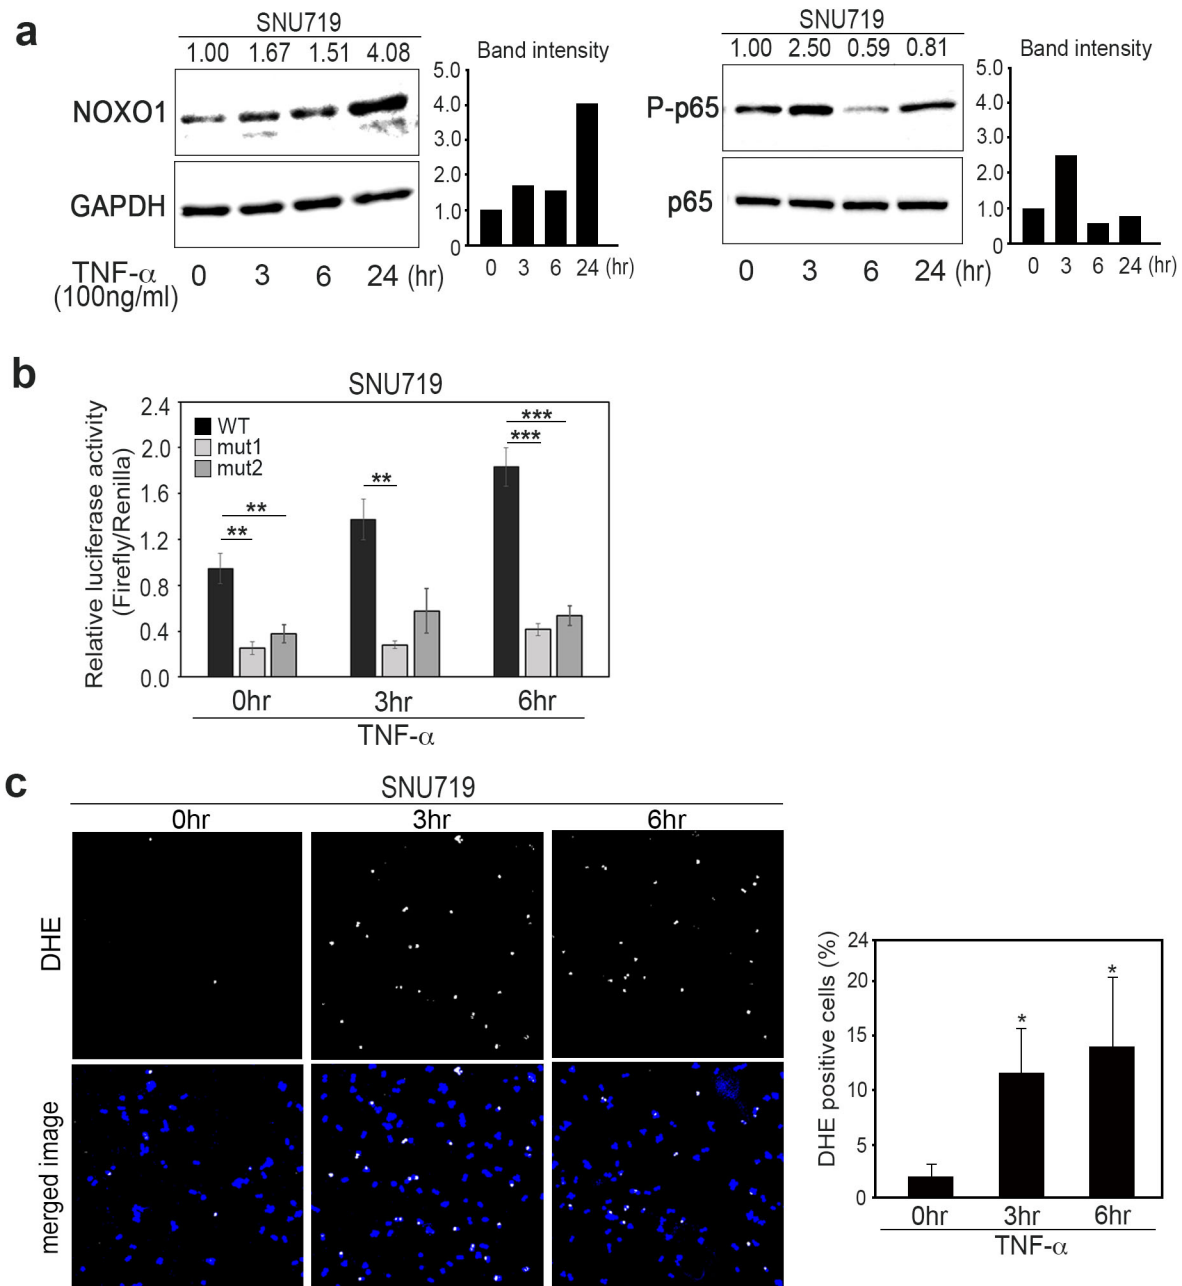 a
SNU719
1.00 1.67 1.51 4.08
NOXO1
GAPDH
TNF-α
(100ng/ml)
0 3 6 24 (hr)
Band intensity
5.0
4.0
3.0
2.0
1.0
0
0 3 6 24 (hr)
SNU719
1.00 2.50 0.59 0.81
P-p65
p65
0 3 6 24 (hr)
Band intensity
5.0
4.0
3.0
2.0
1.0
0
0 3 6 24 (hr)
b
SNU719
Relative luciferase activity
(Firefly/Renilla)
2.4
2.0
1.6
1.2
0.8
0.4
0.0
WT
mut1
mut2
**
**
**
***
***
0hr 3hr 6hr
TNF-α
c
SNU719
0hr 3hr 6hr
DHE
merged image
DHE positive cells (%)
24
20
15
10
5
0
*
*
0hr 3hr 6hr
TNF-α